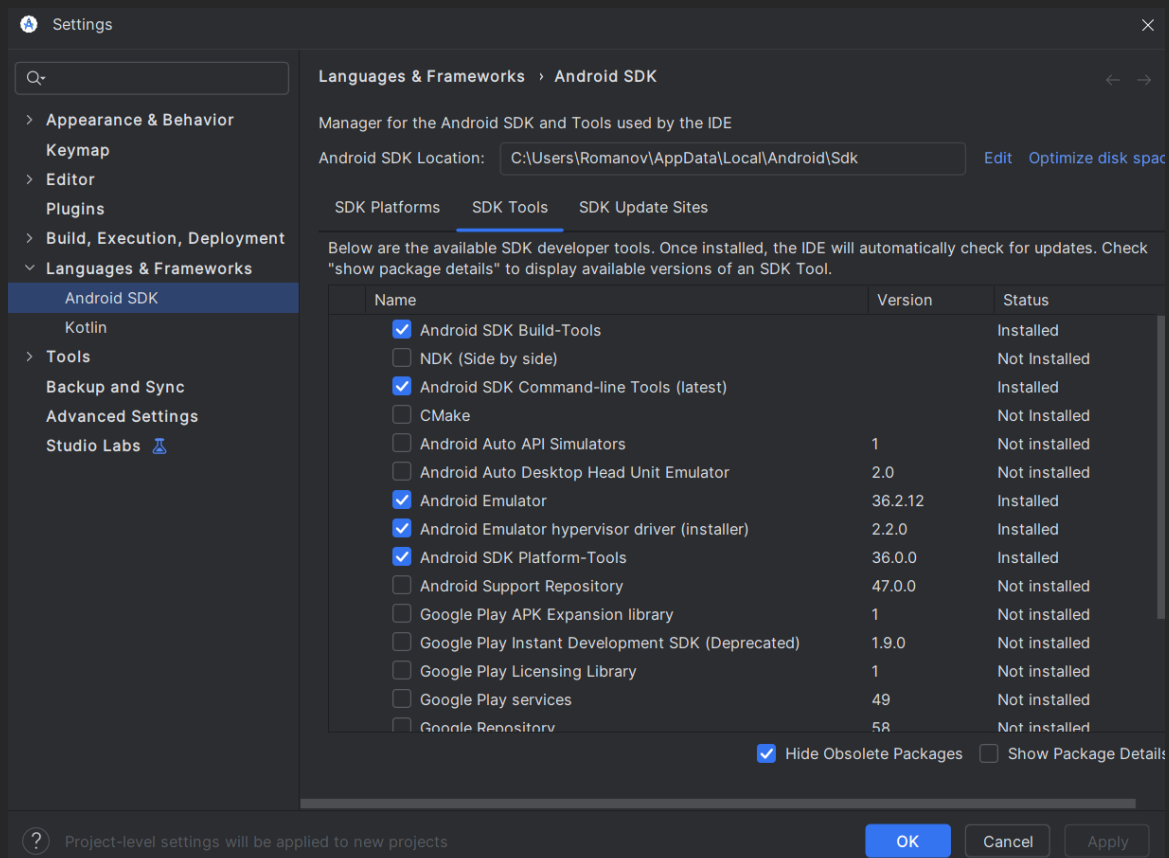 Settings
Languages & Frameworks › Android SDK
Appearance & Behavior
Keymap
Editor
Plugins
Build, Execution, Deployment
Languages & Frameworks
Android SDK
Kotlin
Tools
Backup and Sync
Advanced Settings
Studio Labs
Manager for the Android SDK and Tools used by the IDE
Android SDK Location: C:\Users\Romanov\AppData\Local\Android\Sdk Edit Optimize disk spac
SDK Platforms SDK Tools SDK Update Sites
Below are the available SDK developer tools. Once installed, the IDE will automatically check for updates. Check
"show package details" to display available versions of an SDK Tool.
Name Version Status
Android SDK Build-Tools Installed
NDK (Side by side) Not Installed
Android SDK Command-line Tools (latest) Installed
CMake Not Installed
Android Auto API Simulators 1 Not installed
Android Auto Desktop Head Unit Emulator 2.0 Not installed
Android Emulator 36.2.12 Installed
Android Emulator hypervisor driver (installer) 2.2.0 Installed
Android SDK Platform-Tools 36.0.0 Installed
Android Support Repository 47.0.0 Not installed
Google Play APK Expansion library 1 Not installed
Google Play Instant Development SDK (Deprecated) 1.9.0 Not installed
Google Play Licensing Library 1 Not installed
Google Play services 49 Not installed
Google Repository 58 Not installed
Hide Obsolete Packages Show Package Details
? Project-level settings will be applied to new projects
OK Cancel Apply